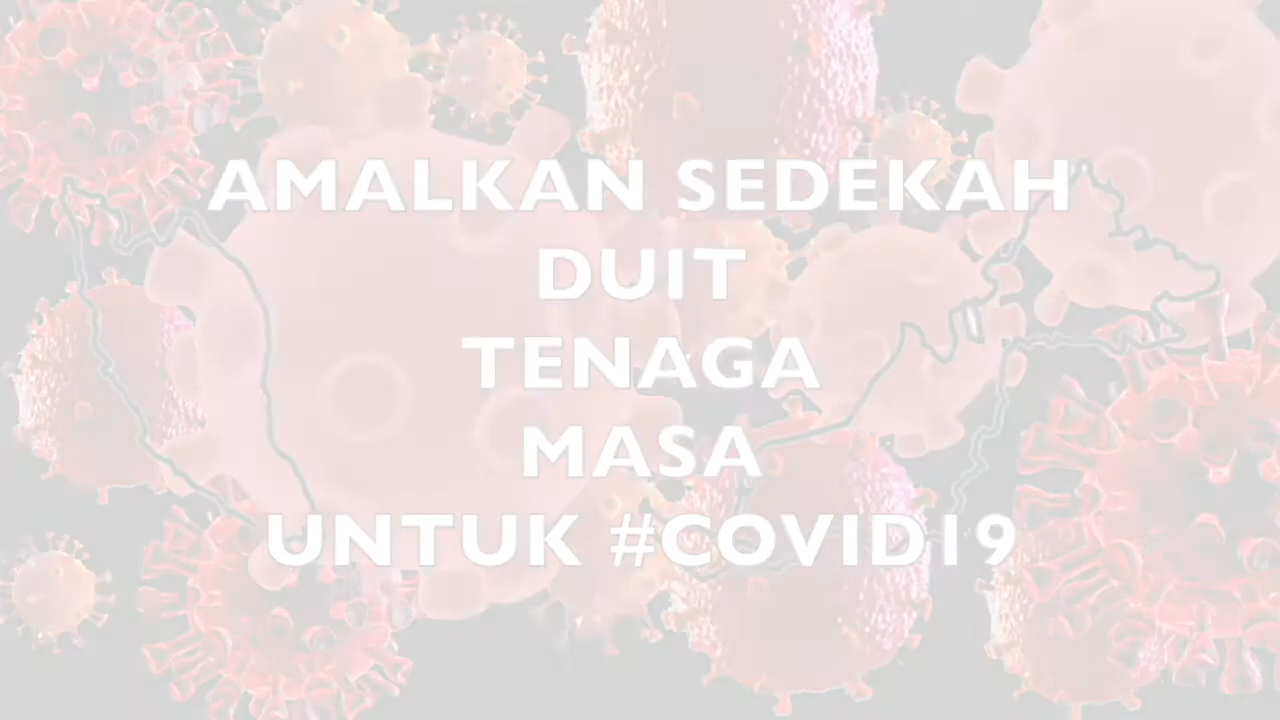 AMALKAN SEDEKAH
DUIT
TENAGA
MASA
UNTUK #COVID19